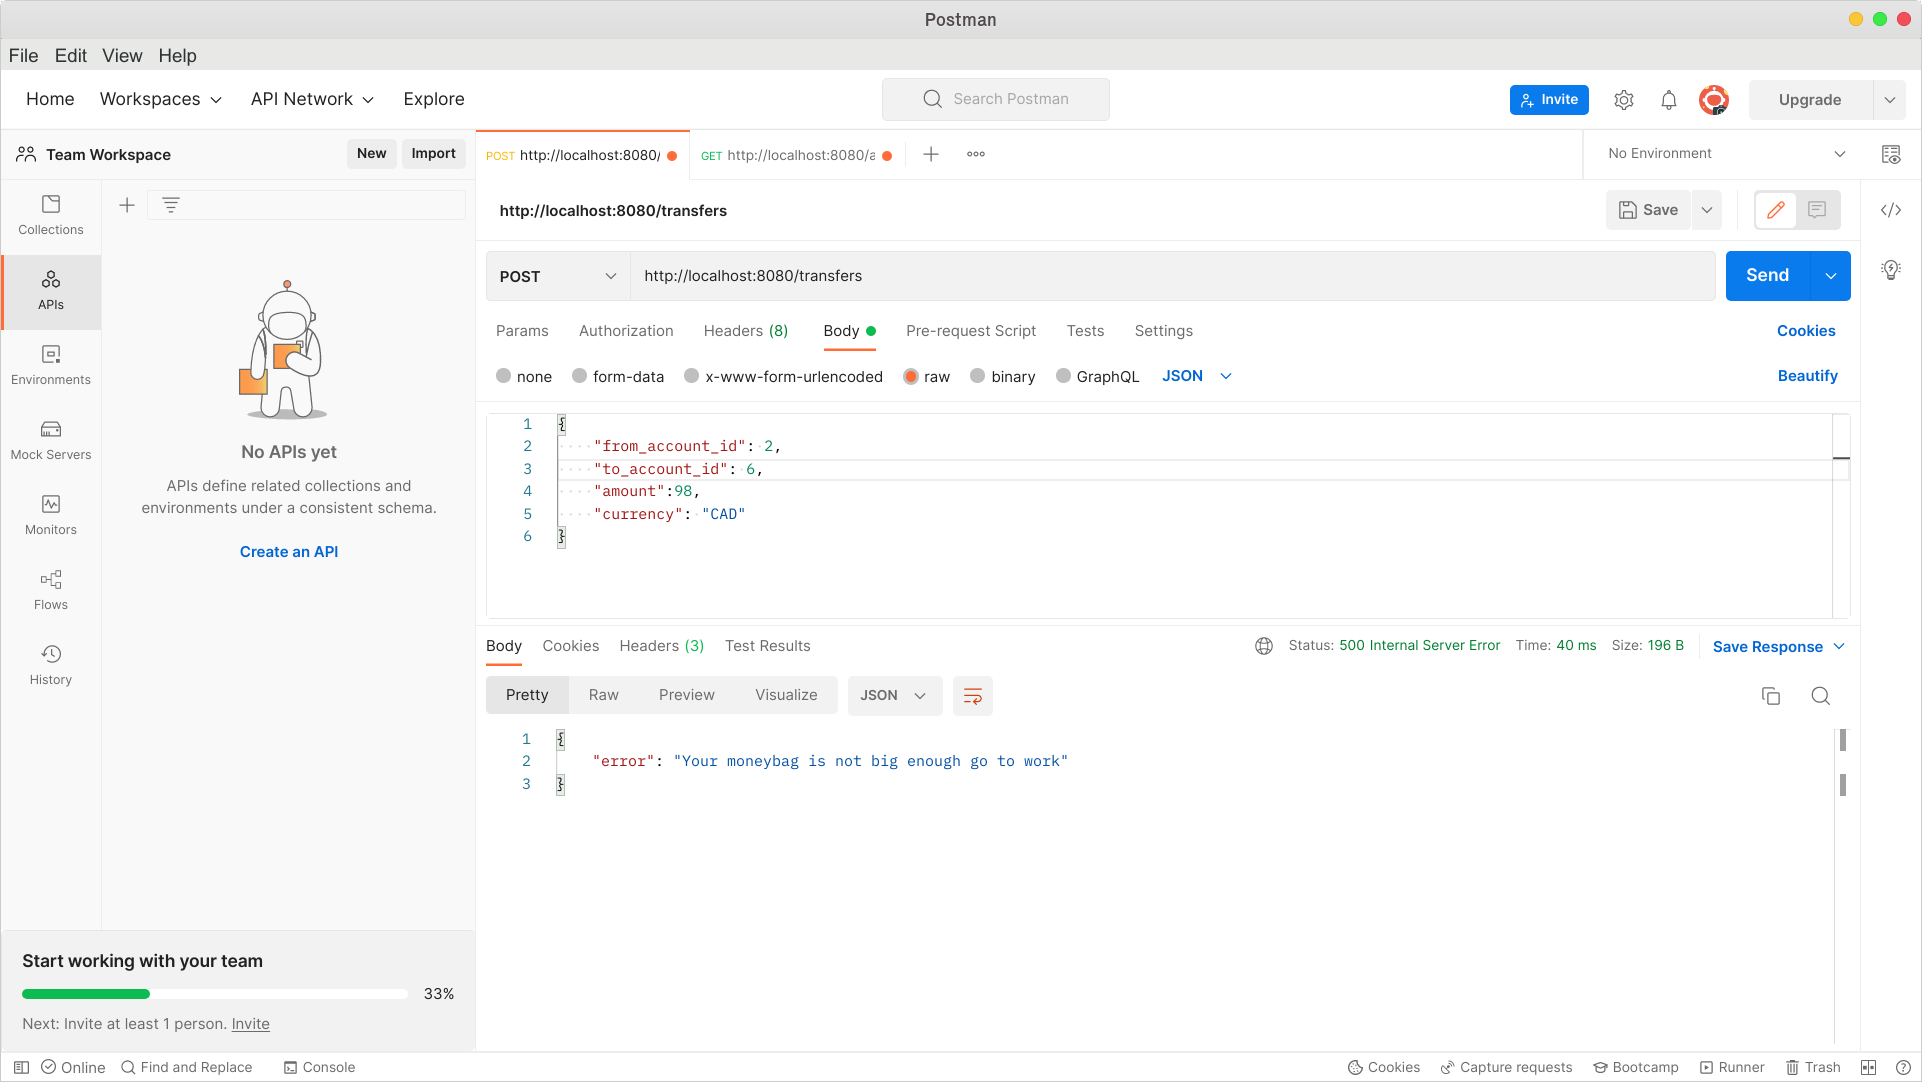 Postman
File Edit View Help
Home Workspaces API Network Explore Search Postman Invite Upgrade
Team Workspace New Import POST http://localhost:8080/ GET http://localhost:8080/a No Environment
Collections
APIs
Environments
Mock Servers
Monitors
Flows
History
No APIs yet
APIs define related collections and
environments under a consistent schema.
Create an API
http://localhost:8080/transfers Save
POST http://localhost:8080/transfers Send
Params Authorization Headers (8) Body Pre-request Script Tests Settings Cookies
none form-data x-www-form-urlencoded raw binary GraphQL JSON Beautify
1 {
2 "from_account_id": 2,
3 "to_account_id": 6,
4 "amount":98,
5 "currency": "CAD"
6 }
Body Cookies Headers (3) Test Results Status: 500 Internal Server Error Time: 40 ms Size: 196 B Save Response
Pretty Raw Preview Visualize JSON
1 {
2 "error": "Your moneybag is not big enough go to work"
3 }
Start working with your team
33%
Next: Invite at least 1 person. Invite
Online Find and Replace Console Cookies Capture requests Bootcamp Runner Trash